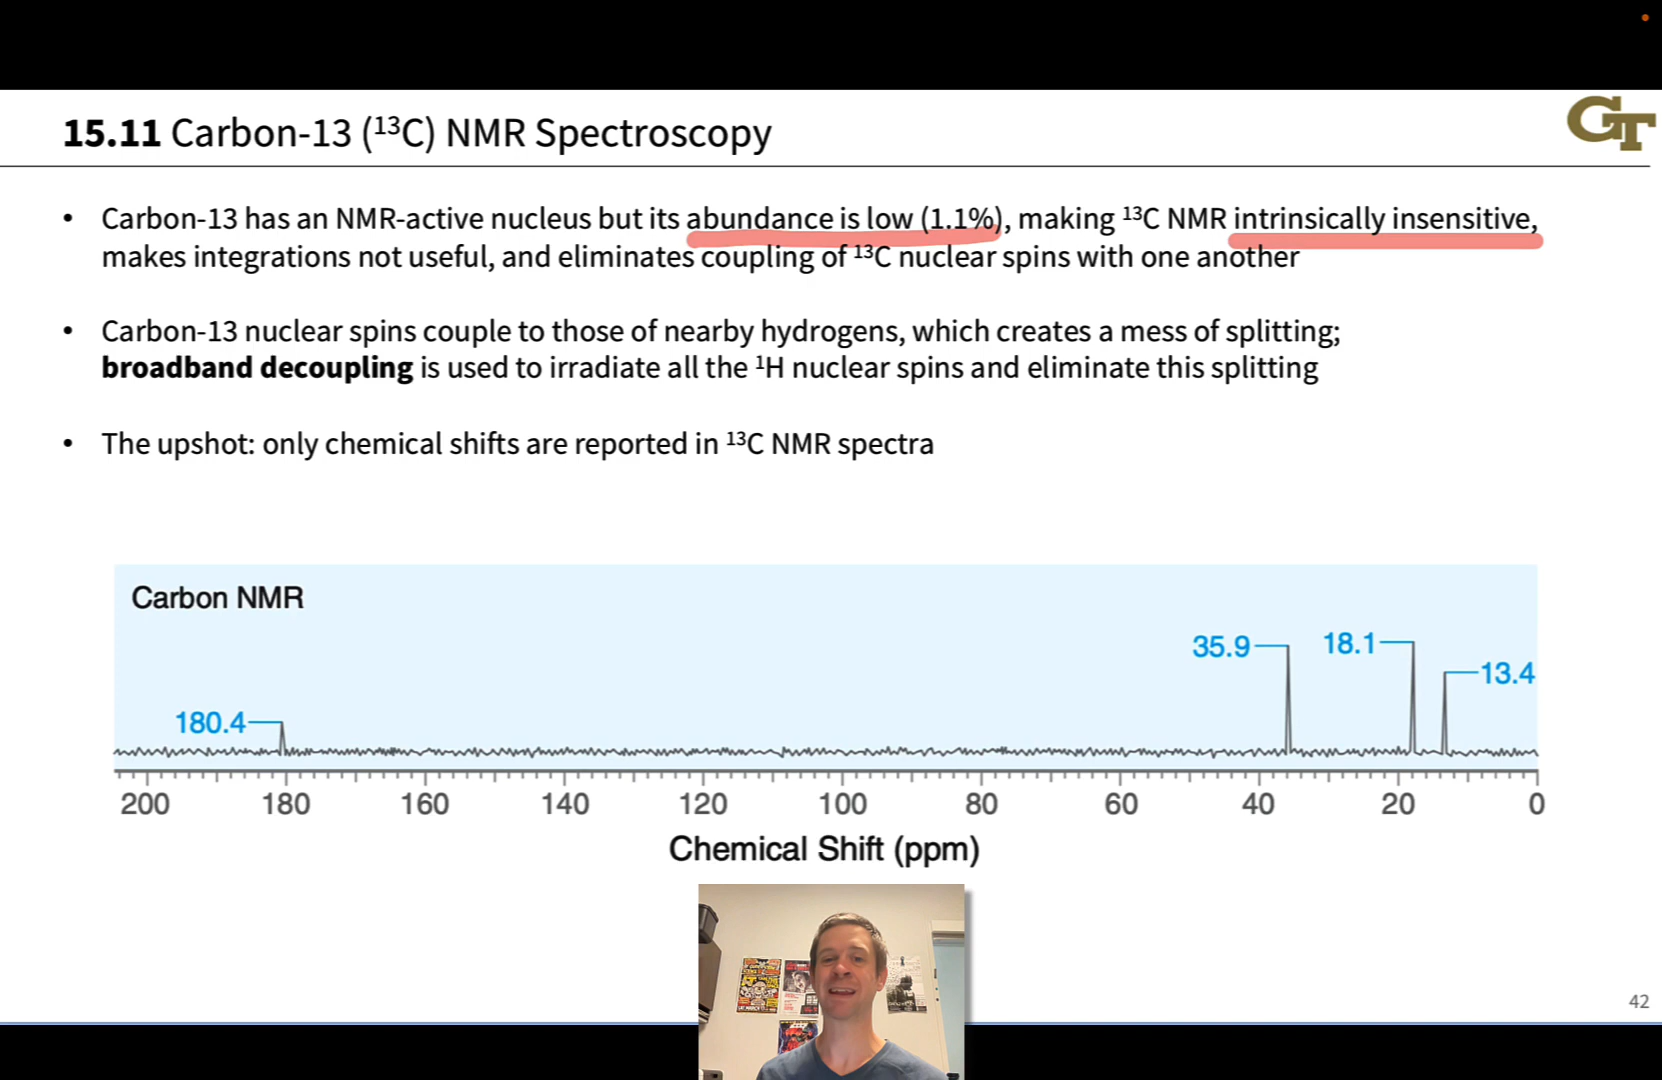 15.11 Carbon-13 (¹³C) NMR Spectroscopy
GT
• Carbon-13 has an NMR-active nucleus but its abundance is low (1.1%), making ¹³C NMR intrinsically insensitive,
makes integrations not useful, and eliminates coupling of ¹³C nuclear spins with one another
• Carbon-13 nuclear spins couple to those of nearby hydrogens, which creates a mess of splitting;
broadband decoupling is used to irradiate all the ¹H nuclear spins and eliminate this splitting
• The upshot: only chemical shifts are reported in ¹³C NMR spectra
Carbon NMR
180.4
35.9
18.1
13.4
200 180 160 140 120 100 80 60 40 20 0
Chemical Shift (ppm)
42